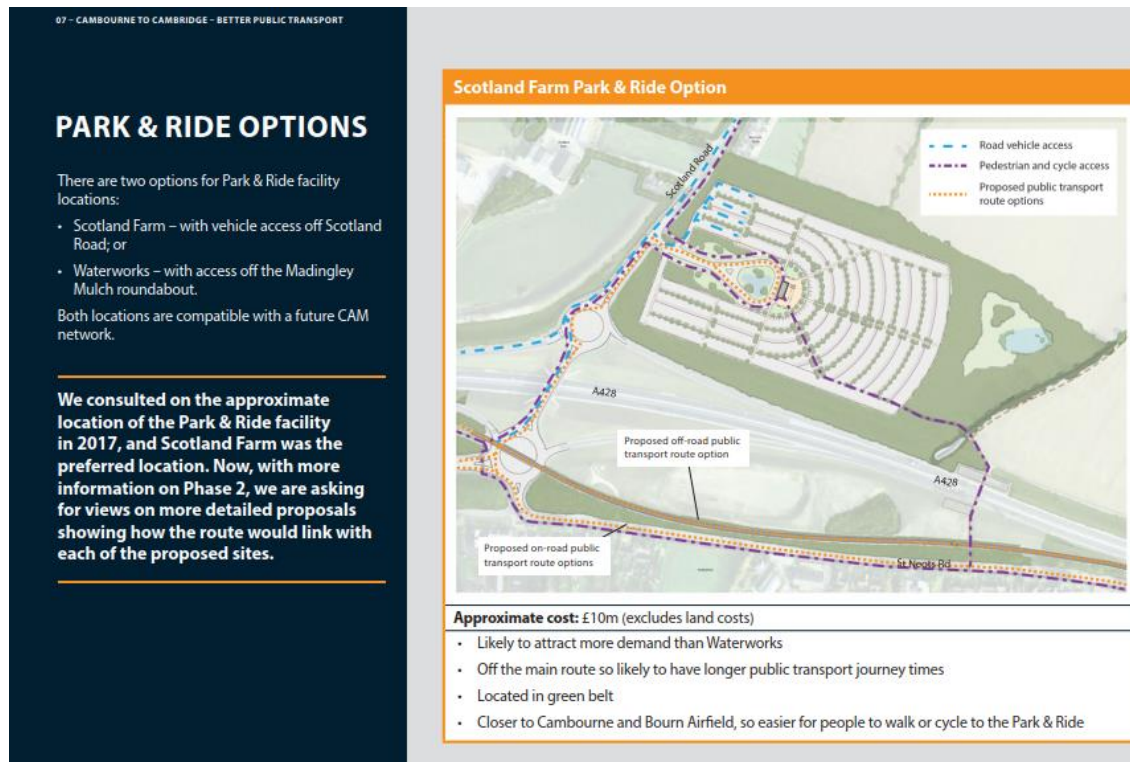 07 – CAMBOURNE TO CAMBRIDGE – BETTER PUBLIC TRANSPORT
PARK & RIDE OPTIONS
There are two options for Park & Ride facility
locations:
• Scotland Farm – with vehicle access off Scotland
Road; or
• Waterworks – with access off the Madingley
Mulch roundabout.
Both locations are compatible with a future CAM
network.
We consulted on the approximate
location of the Park & Ride facility
in 2017, and Scotland Farm was the
preferred location. Now, with more
information on Phase 2, we are asking
for views on more detailed proposals
showing how the route would link with
each of the proposed sites.
Scotland Farm Park & Ride Option
Road vehicle access
Pedestrian and cycle access
Proposed public transport
route options
Scotland Road
A428
Proposed off-road public
transport route option
A428
Proposed on-road public
transport route options
St Neots Rd
Approximate cost: £10m (excludes land costs)
• Likely to attract more demand than Waterworks
• Off the main route so likely to have longer public transport journey times
• Located in green belt
• Closer to Cambourne and Bourn Airfield, so easier for people to walk or cycle to the Park & Ride